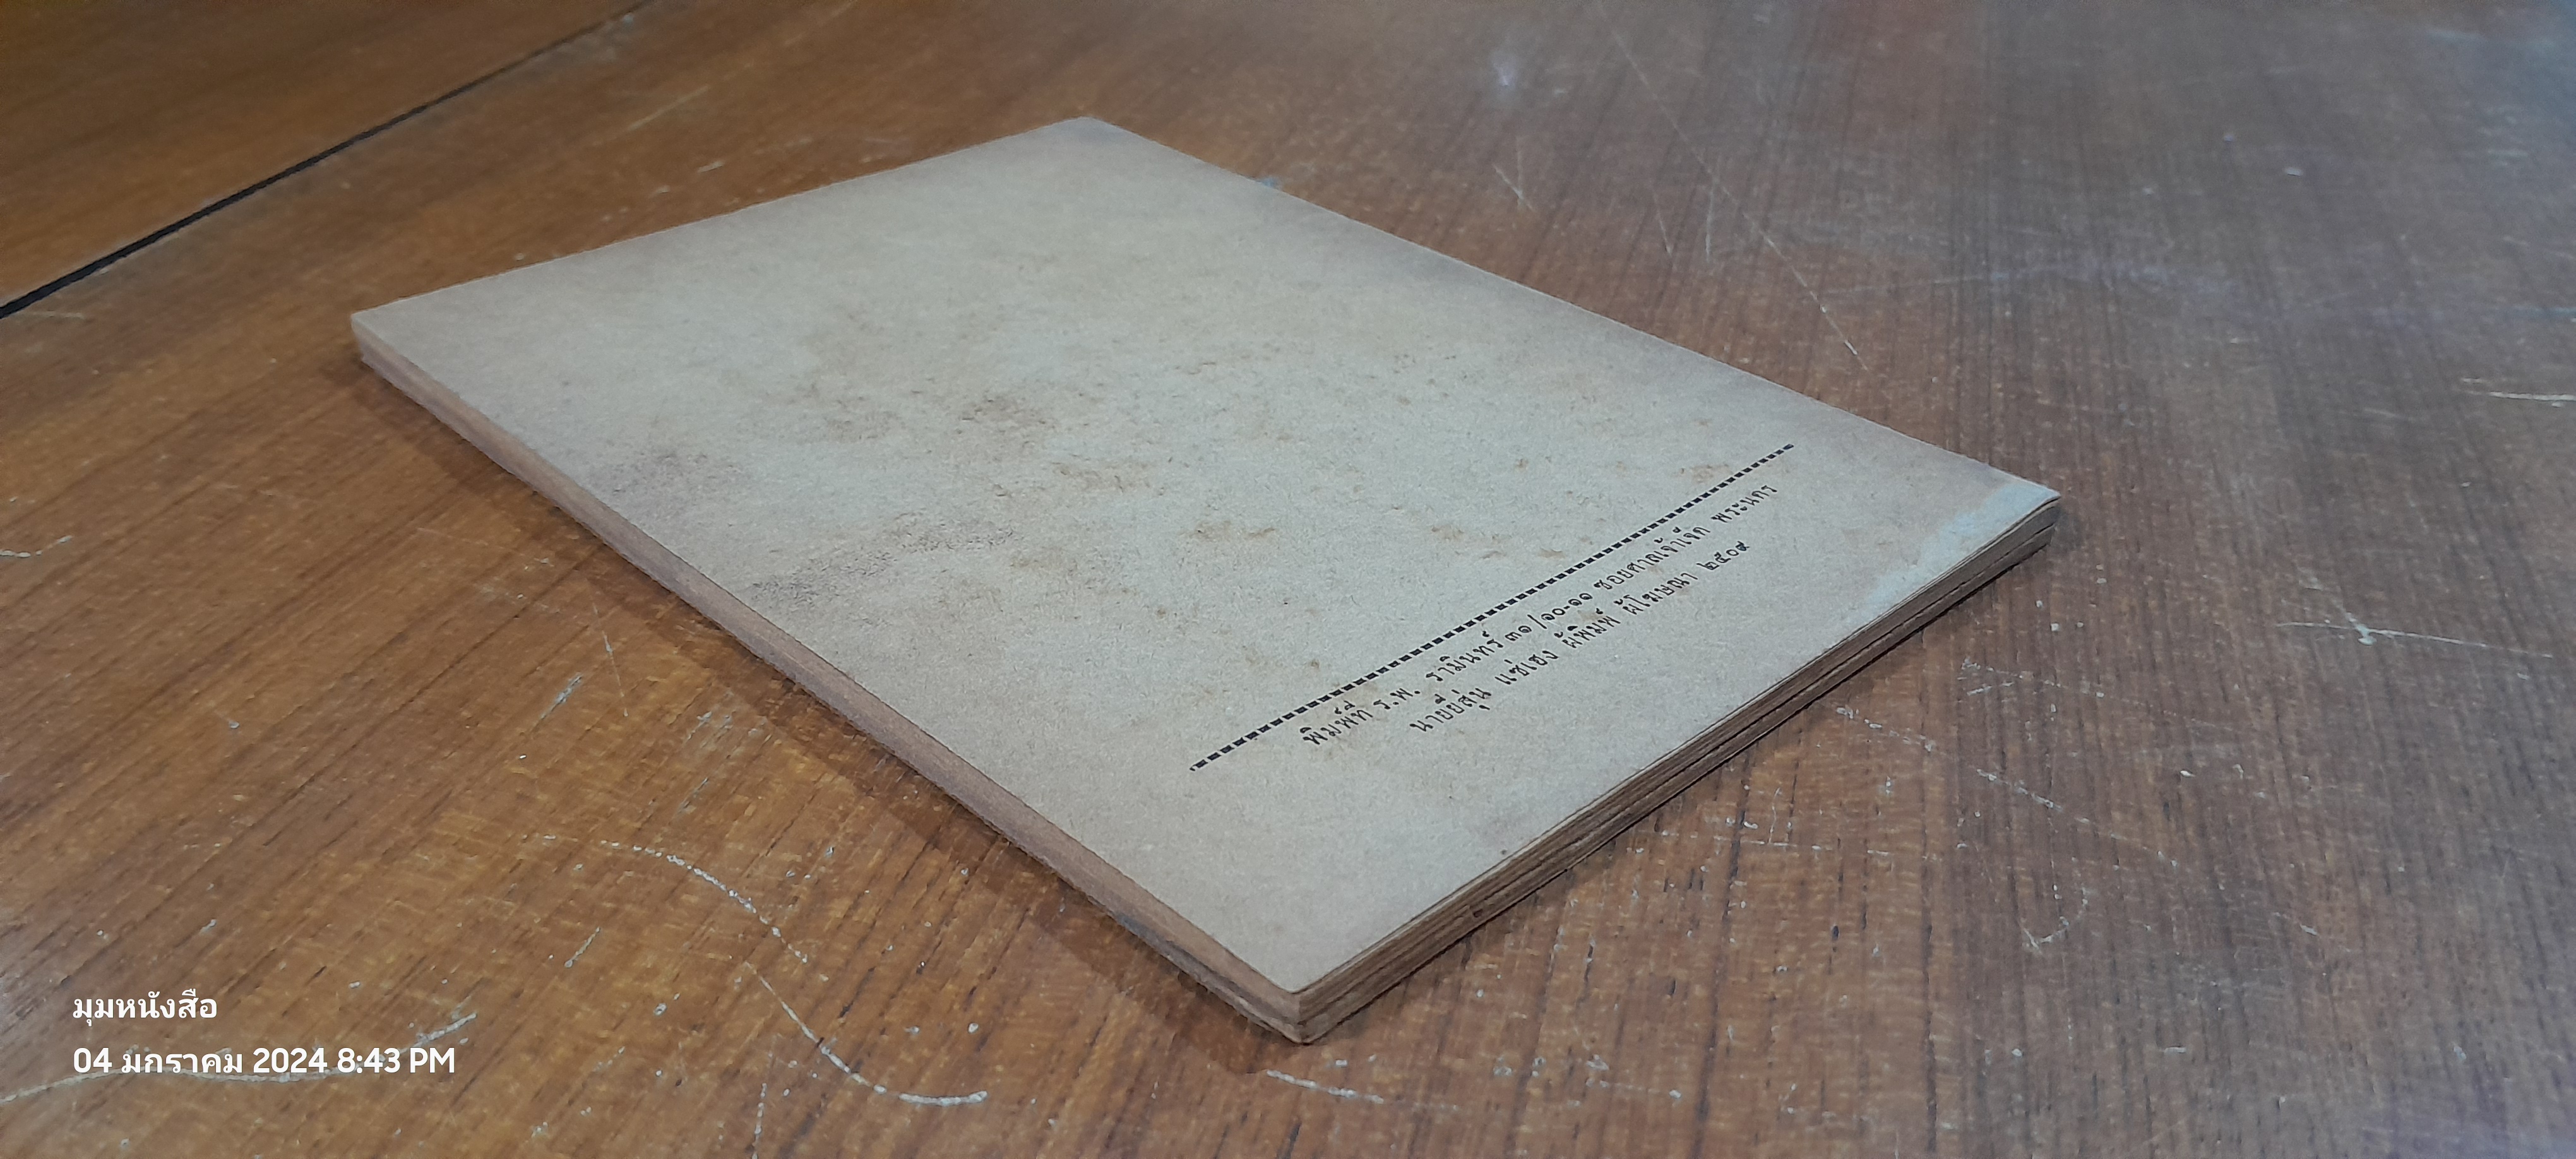 พิมพ์ที่ ร.พ. รามินทร์ ๓๑/๑๐-๑๑ ซอยศาลเจ้าเจ็ก พระนคร
นายยี่สุ่น แซ่เฮง ผู้พิมพ์ ผู้โฆษณา ๒๕๐๙
มุมหนังสือ
04 มกราคม 2024 8:43 PM